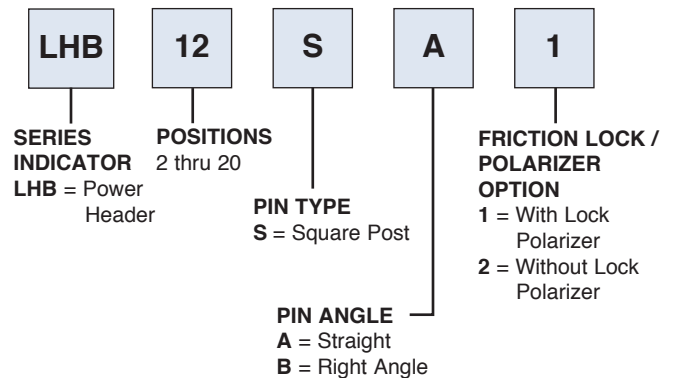 LHB 12 S A 1
SERIES
INDICATOR
LHB = Power
Header
POSITIONS
2 thru 20
PIN TYPE
S = Square Post
PIN ANGLE
A = Straight
B = Right Angle
FRICTION LOCK /
POLARIZER
OPTION
1 = With Lock
Polarizer
2 = Without Lock
Polarizer